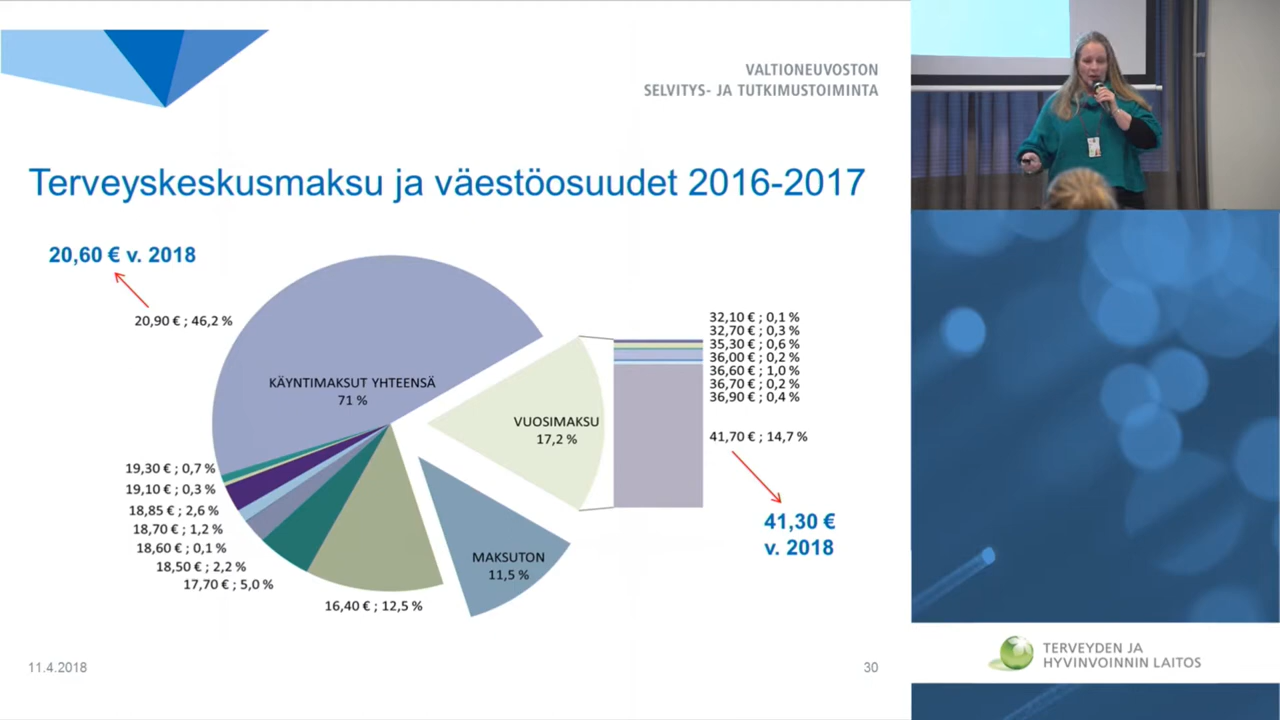 VALTIONEUVOSTON
SELVITYS- JA TUTKIMUSTOIMINTA
Terveyskeskusmaksu ja väestöosuudet 2016-2017
20,60 € v. 2018
20,90 € ; 46,2 %
KÄYNTIMAKSUT YHTEENSÄ
71 %
19,30 € ; 0,7 %
19,10 € ; 0,3 %
18,85 € ; 2,6 %
18,70 € ; 1,2 %
18,60 € ; 0,1 %
18,50 € ; 2,2 %
17,70 € ; 5,0 %
16,40 € ; 12,5 %
MAKSUTON
11,5 %
VUOSIMAKSU
17,2 %
32,10 € ; 0,1 %
32,70 € ; 0,3 %
35,30 € ; 0,6 %
36,00 € ; 0,2 %
36,60 € ; 1,0 %
36,70 € ; 0,2 %
36,90 € ; 0,4 %
41,70 € ; 14,7 %
41,30 €
v. 2018
11.4.2018
30
TERVEYDEN JA
HYVINVOINNIN LAITOS